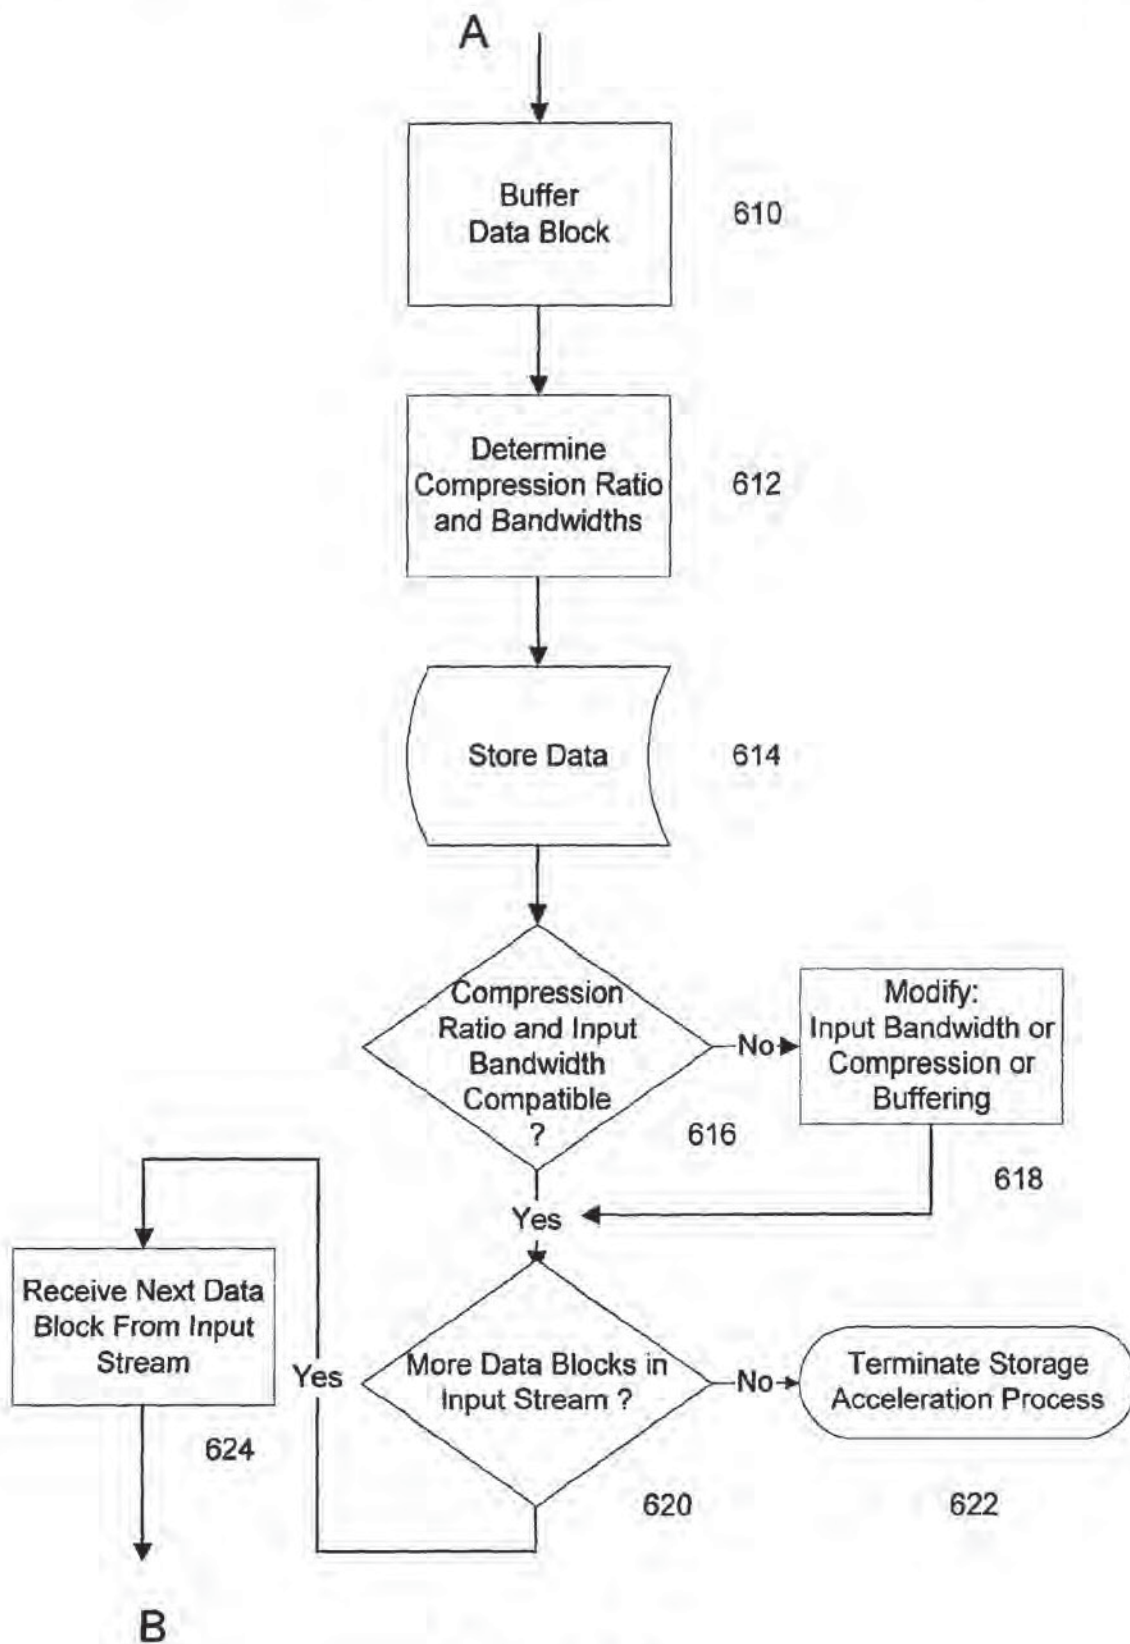 A
Buffer
Data Block
610
Determine
Compression Ratio
and Bandwidths
612
Store Data
614
Compression
Ratio and Input
Bandwidth
Compatible
?
616
No
Modify:
Input Bandwidth or
Compression or
Buffering
618
Yes
Receive Next Data
Block From Input
Stream
624
Yes
More Data Blocks in
Input Stream ?
620
No
Terminate Storage
Acceleration Process
622
B